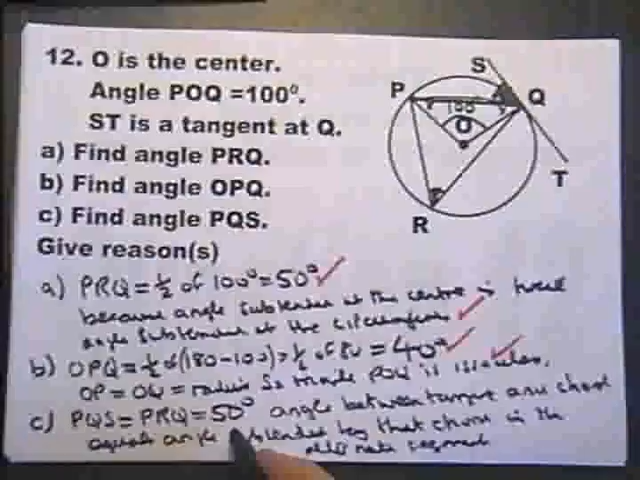 12. O is the center.
Angle POQ =100⁰.
ST is a tangent at Q.
a) Find angle PRQ.
b) Find angle OPQ.
c) Find angle PQS.
Give reason(s)
S
P
Q
100
O
T
R
a) PRQ = ½ of 100° = 50°
because angle subtended at the centre is twice
angle subtended at the circumference
b) OPQ = ½ of (180-100) = ½ of 80 = 40°
OP = OQ = radius so triangle POQ is isosceles.
c) PQS = PRQ = 50° angle between tangent and chord
equals angle subtended by that chord in the
alternate segment